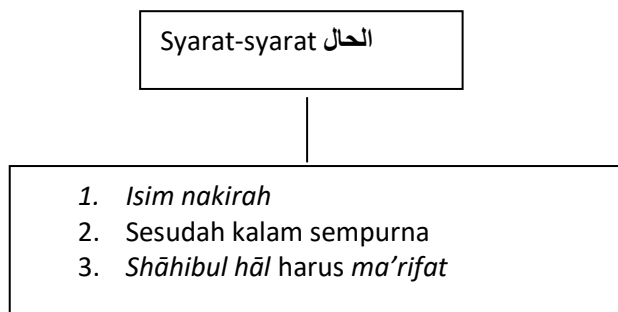 Syarat-syarat الحال
1. Isim nakirah
2. Sesudah kalam sempurna
3. Shāhibul hāl harus ma’rifat